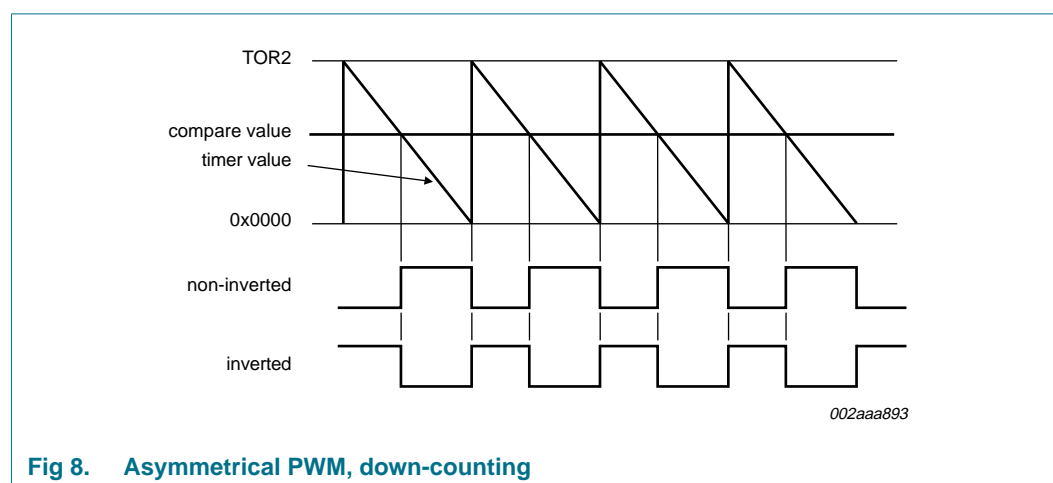 TOR2
compare value
timer value
0x0000
non-inverted
inverted
002aaa893
Fig 8. Asymmetrical PWM, down-counting